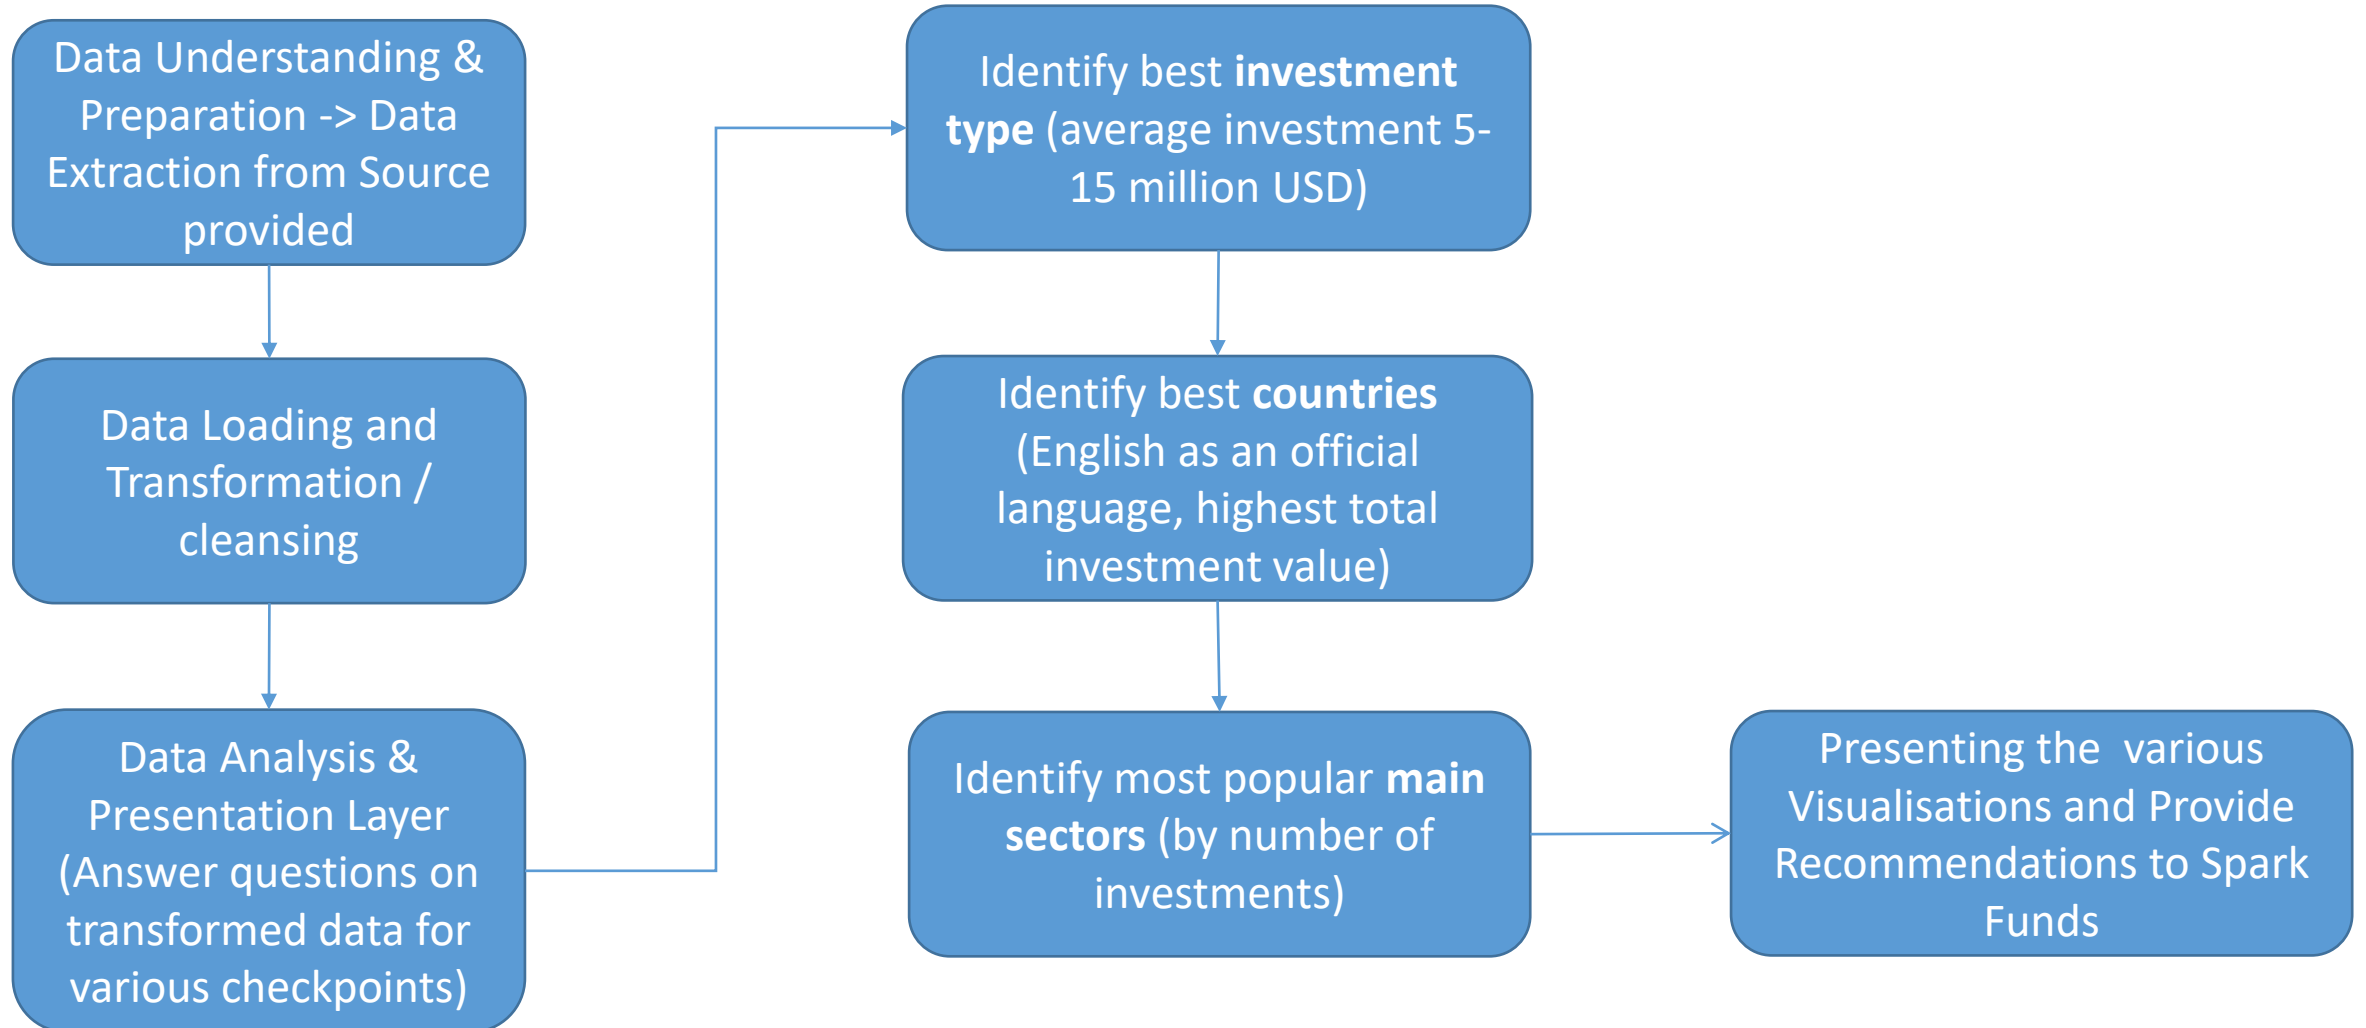 Data Understanding &
Preparation -> Data
Extraction from Source
provided
Data Loading and
Transformation /
cleansing
Data Analysis &
Presentation Layer
(Answer questions on
transformed data for
various checkpoints)
Identify best investment
type (average investment 5-
15 million USD)
Identify best countries
(English as an official
language, highest total
investment value)
Identify most popular main
sectors (by number of
investments)
Presenting the  various
Visualisations and Provide
Recommendations to Spark
Funds